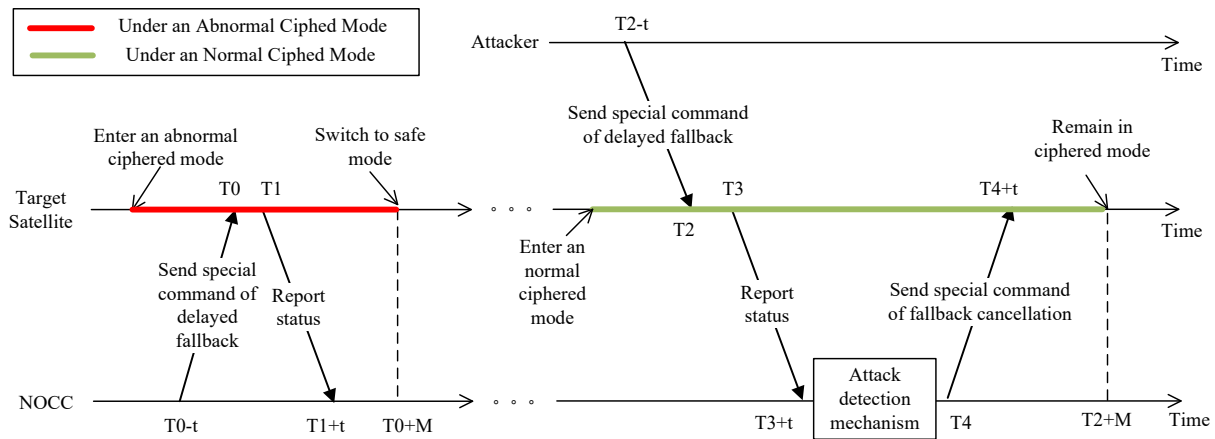 Under an Abnormal Ciphed Mode
Under an Normal Ciphed Mode
Attacker
T2-t
Time
Enter an abnormal
ciphered mode
Switch to safe
mode
Send special command
of delayed fallback
Remain in
ciphered mode
Target
Satellite
T0
T1
T3
T4+t
T2
Time
Send special
command of
delayed
fallback
Report
status
Enter an
normal
ciphered
mode
Report
status
Send special command
of fallback cancellation
NOCC
T0-t
T1+t
T0+M
T3+t
Attack
detection
mechanism
T4
T2+M
Time